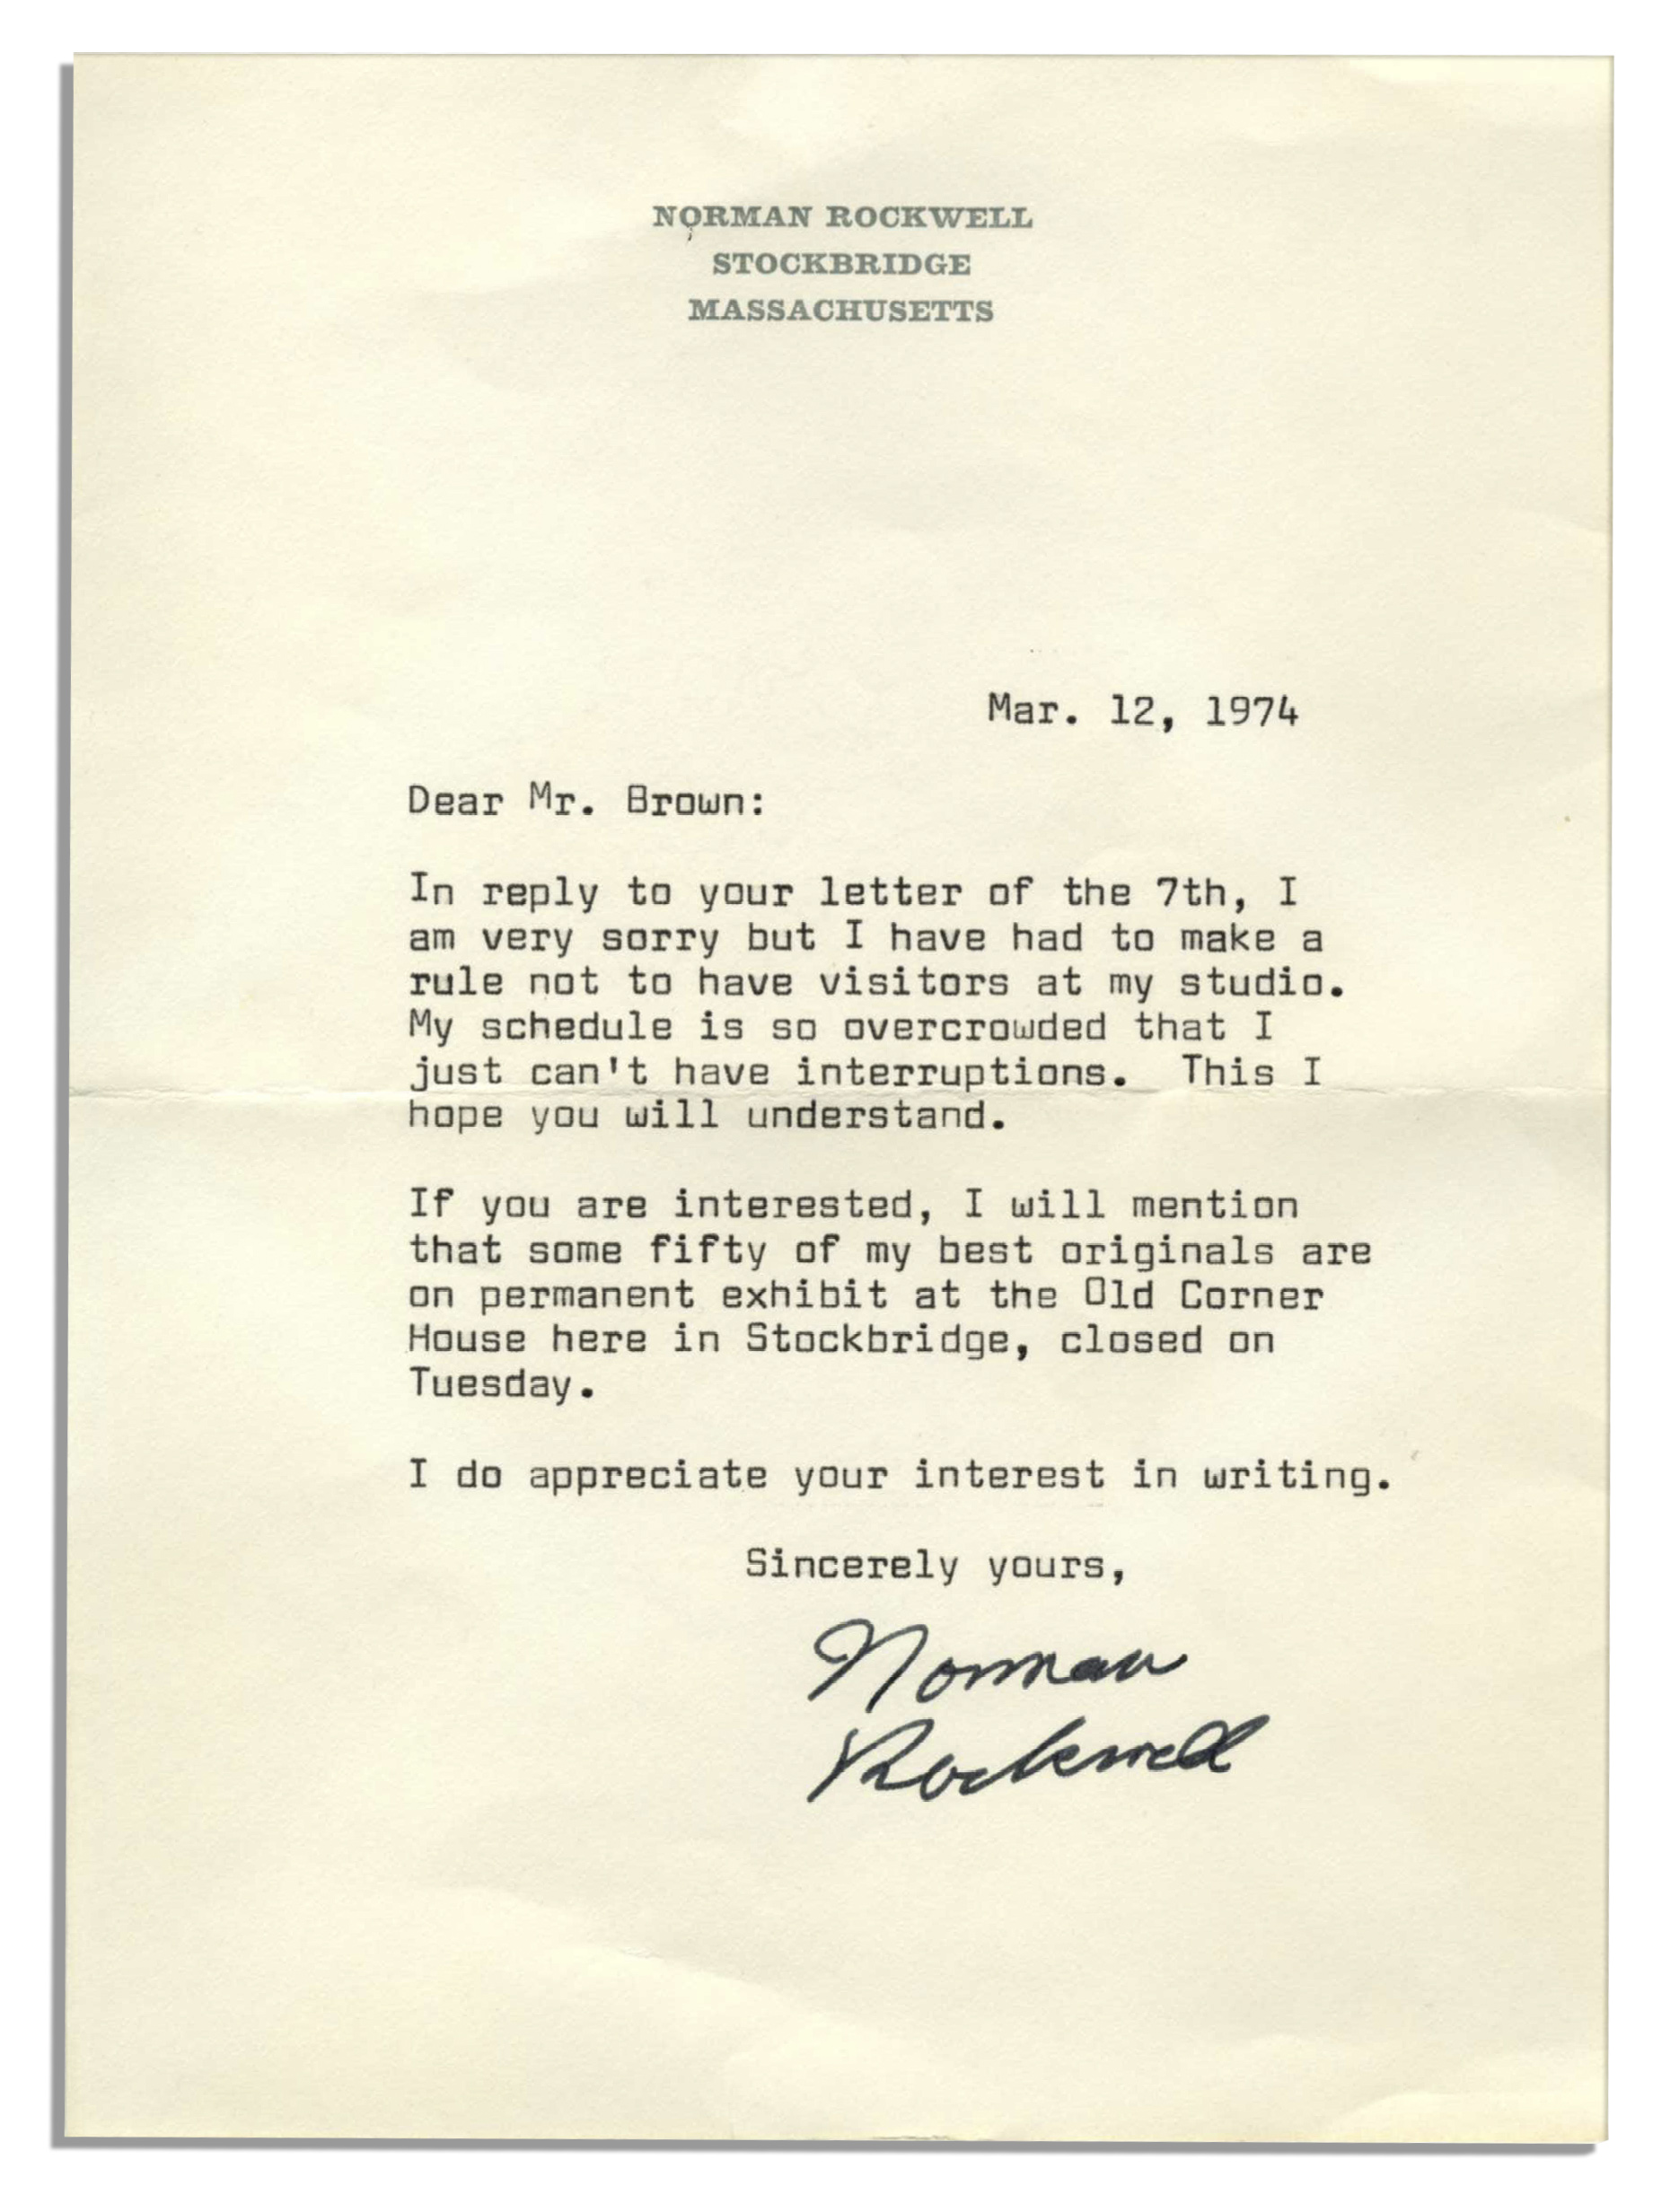 NORMAN ROCKWELL
STOCKBRIDGE
MASSACHUSETTS
Mar. 12, 1974
Dear Mr. Brown:
In reply to your letter of the 7th, I
am very sorry but I have had to make a
rule not to have visitors at my studio.
My schedule is so overcrowded that I
just can't have interruptions.  This I
hope you will understand.
If you are interested, I will mention
that some fifty of my best originals are
on permanent exhibit at the Old Corner
House here in Stockbridge, closed on
Tuesday.
I do appreciate your interest in writing.
Sincerely yours,
Norman
Rockwell